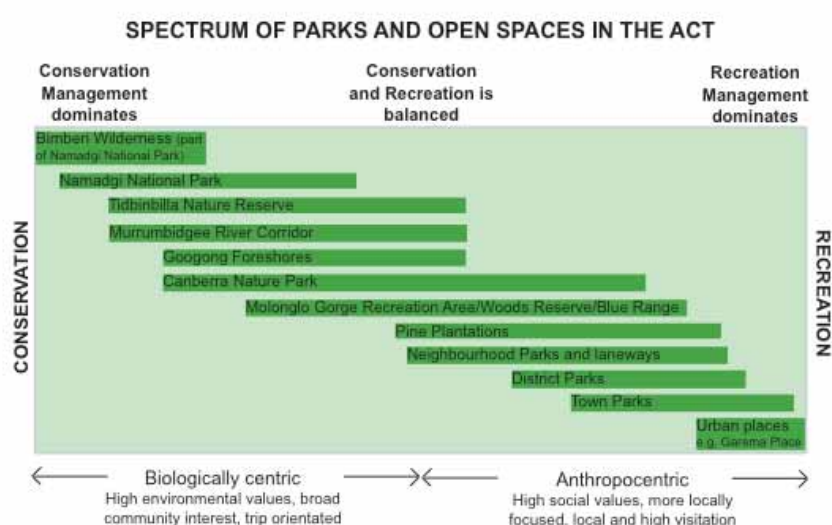 SPECTRUM OF PARKS AND OPEN SPACES IN THE ACT
Conservation
Management
dominates
Conservation
and Recreation is
balanced
Recreation
Management
dominates
CONSERVATION
Bimberi Wilderness (part
of Namadgi National Park)
Namadgi National Park
Tidbinbilla Nature Reserve
Murrumbidgee River Corridor
Googong Foreshores
Canberra Nature Park
Molonglo Gorge Recreation Area/Woods Reserve/Blue Range
Pine Plantations
Neighbourhood Parks and laneways
District Parks
Town Parks
Urban places
e.g. Garema Place
RECREATION
Biologically centric
High environmental values, broad
community interest, trip orientated
Anthropocentric
High social values, more locally
focused, local and high visitation